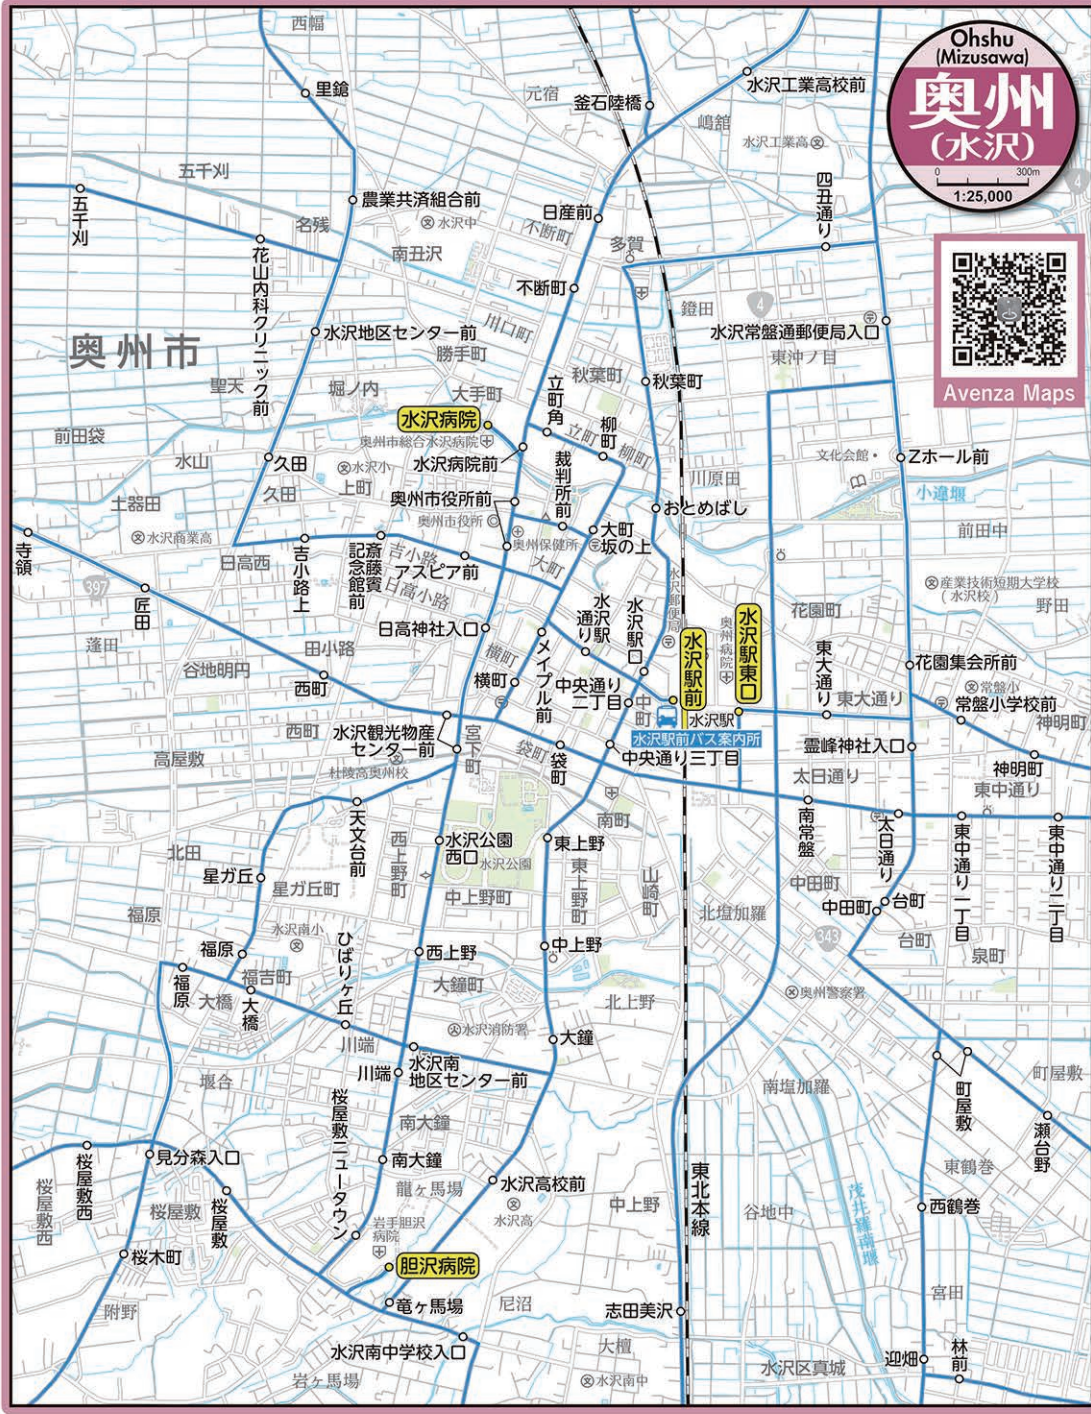 Ohshu
(Mizusawa)
奥州
(水沢)
0 300m
1:25,000
Avenza Maps
西幅
里鎗
元宿
釜石陸橋
水沢工業高校前
嶋舘
水沢工業高
五千刈
五千刈
農業共済組合前
水沢中
名残
南丑沢
日産前
不断町
多賀
四丑通り
4
花山内科クリニック前
不断町
川口町
鐙田
4
水沢地区センター前
水沢常盤通郵便局入口
東沖ノ目
奥州市
勝手町
聖天
堀ノ内
大手町
秋葉町
秋葉町
立町角
柳町
水沢病院
奥州市総合水沢病院
立町
柳町
前田袋
水山
久田
水沢小
上町
水沢病院前
裁判所前
川原田
文化会館
Zホール前
小違堰
久田
土器田
奥州市役所前
奥州市役所
おとめばし
前田中
水沢商業高
日高西
寺領
吉小路上
斎藤實
記念館前
吉小路
アスピア前
日高小路
奥州保健所
大町
大町
坂の上
水沢郵便局
産業技術短期大学校
(水沢校)
野田
397
匠田
蓬田
日高神社入口
水沢駅
通り
水沢駅口
奥州病院
水沢駅東口
水沢駅前
花園町
東大通り
東大通り
花園集会所前
常盤小
常盤小学校前
神明町
田小路
谷地明円
西町
横町
横町
メイプル前
中央通り
二丁目
中町
水沢駅
水沢駅前バス案内所
西町
水沢観光物産
センター前
宮下町
袋町
袋町
中央通り三丁目
霊峰神社入口
高屋敷
杜陵高奥州校
太日通り
神明町
東中通り
天文台前
南町
南常盤
太日通り
東中通り一丁目
東中通り二丁目
北田
星ガ丘
星ガ丘町
西上野町
水沢公園
西口
水沢公園
東上野
東上野町
山崎町
中田町
中田町
台町
台町
中上野町
北塩加羅
343
泉町
福原
水沢南小
福原
ひばりヶ丘
西上野
中上野
福原
福吉町
大橋
大橋
大鐘町
北上野
奥州警察署
川端
水沢消防署
大鐘
堰合
川端
水沢南
地区センター前
南塩加羅
町屋敷
町屋敷
桜屋敷ニュータウン
南大鐘
瀬台野
見分森入口
桜屋敷西
桜屋敷西
桜屋敷
桜屋敷
南大鐘
龍ヶ馬場
水沢高校前
水沢高
中上野
東北本線
谷地中
茂井羅南堰
東鶴巻
西鶴巻
桜木町
岩手胆沢
病院
胆沢病院
附野
竜ヶ馬場
尼沼
志田美沢
宮田
水沢南中学校入口
大檀
岩ヶ馬場
水沢南中
水沢区真城
迎畑
林前